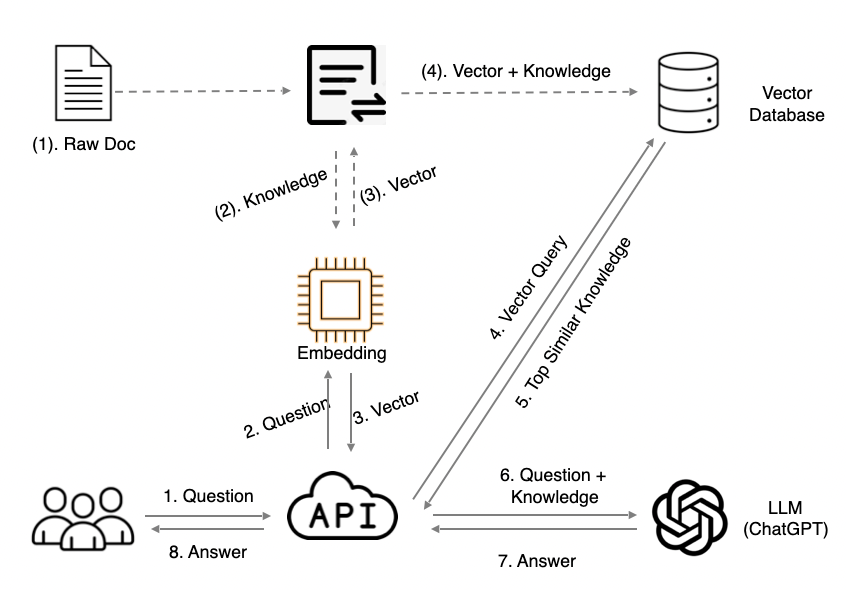 (4). Vector + Knowledge
Vector
Database
(1). Raw Doc
(2). Knowledge
(3). Vector
4. Vector Query
5. Top Similar Knowledge
Embedding
2. Question
3. Vector
1. Question
8. Answer
API
6. Question +
Knowledge
7. Answer
LLM
(ChatGPT)